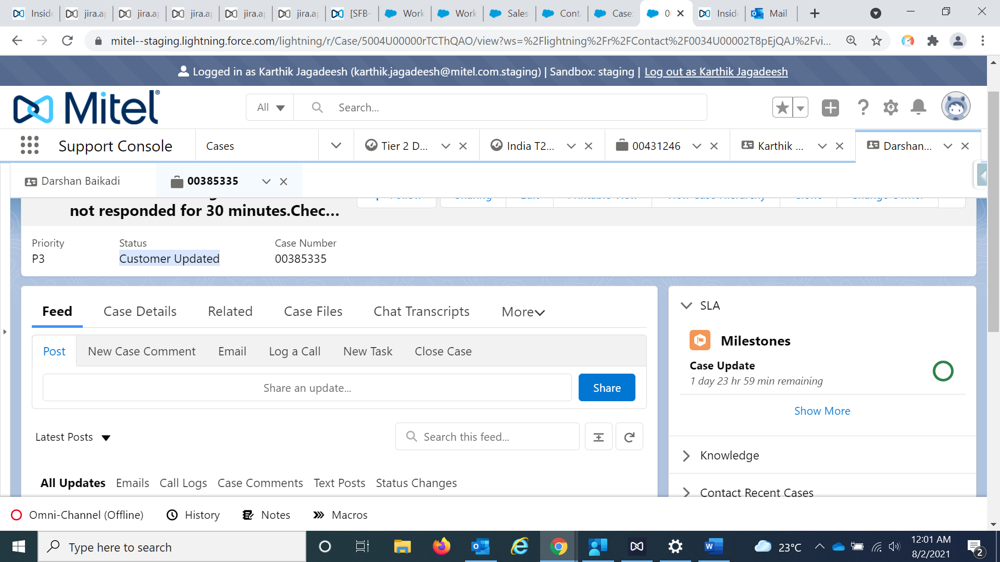 Inside
jira.ap
jira.ap
jira.ap
jira.ap
jira.ap
[SFB-
Work
Work
Sales
Conta
Case:
Inside
Mail
mitel--staging.lightning.force.com/lightning/r/Case/5004U00000rTCThQAO/view?ws=%2Flightning%2Fr%2FContact%2F0034U00002T8pEjQAJ%2Fvi...
Logged in as Karthik Jagadeesh (karthik.jagadeesh@mitel.com.staging) | Sandbox: staging | Log out as Karthik Jagadeesh
Mitel®
All
Search...
Support Console
Cases
Tier 2 D...
India T2...
00431246
Karthik ...
Darshan...
Darshan Baikadi
00385335
not responded for 30 minutes.Chec...
Priority
Status
Case Number
P3
Customer Updated
00385335
Feed
Case Details
Related
Case Files
Chat Transcripts
More
SLA
Milestones
Post
New Case Comment
Email
Log a Call
New Task
Close Case
Case Update
1 day 23 hr 59 min remaining
Share an update...
Share
Show More
Latest Posts
Search this feed...
Knowledge
All Updates
Emails
Call Logs
Case Comments
Text Posts
Status Changes
Contact Recent Cases
Omni-Channel (Offline)
History
Notes
Macros
Type here to search
23°C
12:01 AM
8/2/2021
2